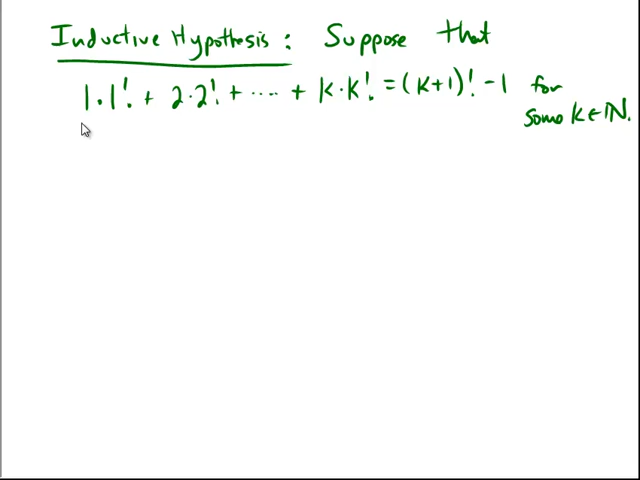 Inductive Hypothesis : Suppose that
1·1! + 2·2! + ···· + k·k! = (k+1)! -1 for
some k∈ℕ.